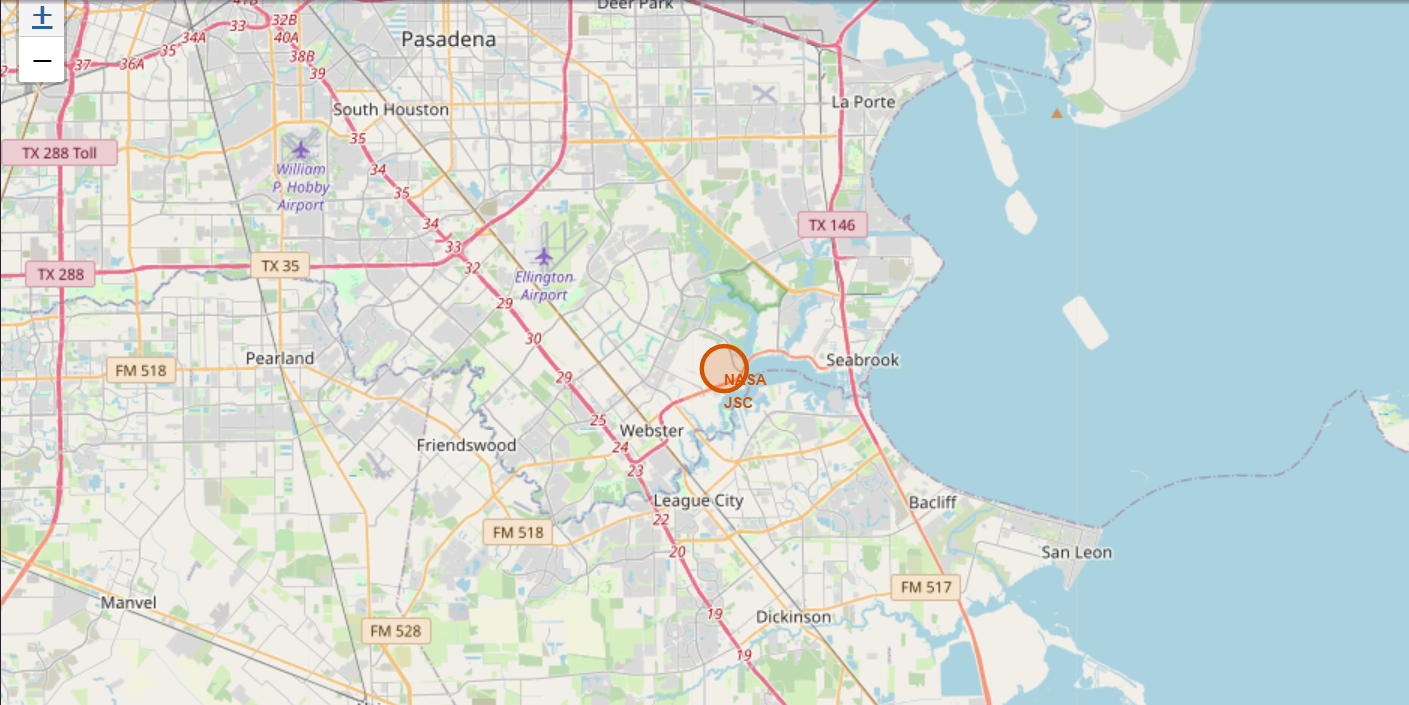 +
−
Deer Park
33
32B
34A
40A
35
38B
37
36A
39
Pasadena
South Houston
La Porte
35
TX 288 Toll
William
P. Hobby
Airport
34
35
34
TX 146
33
TX 35
32
TX 288
Ellington
Airport
29
30
Pearland
Seabrook
FM 518
29
NASA
JSC
25
Webster
Friendswood
24
23
League City
Bacliff
22
FM 518
20
San Leon
FM 517
Manvel
19
Dickinson
FM 528
19